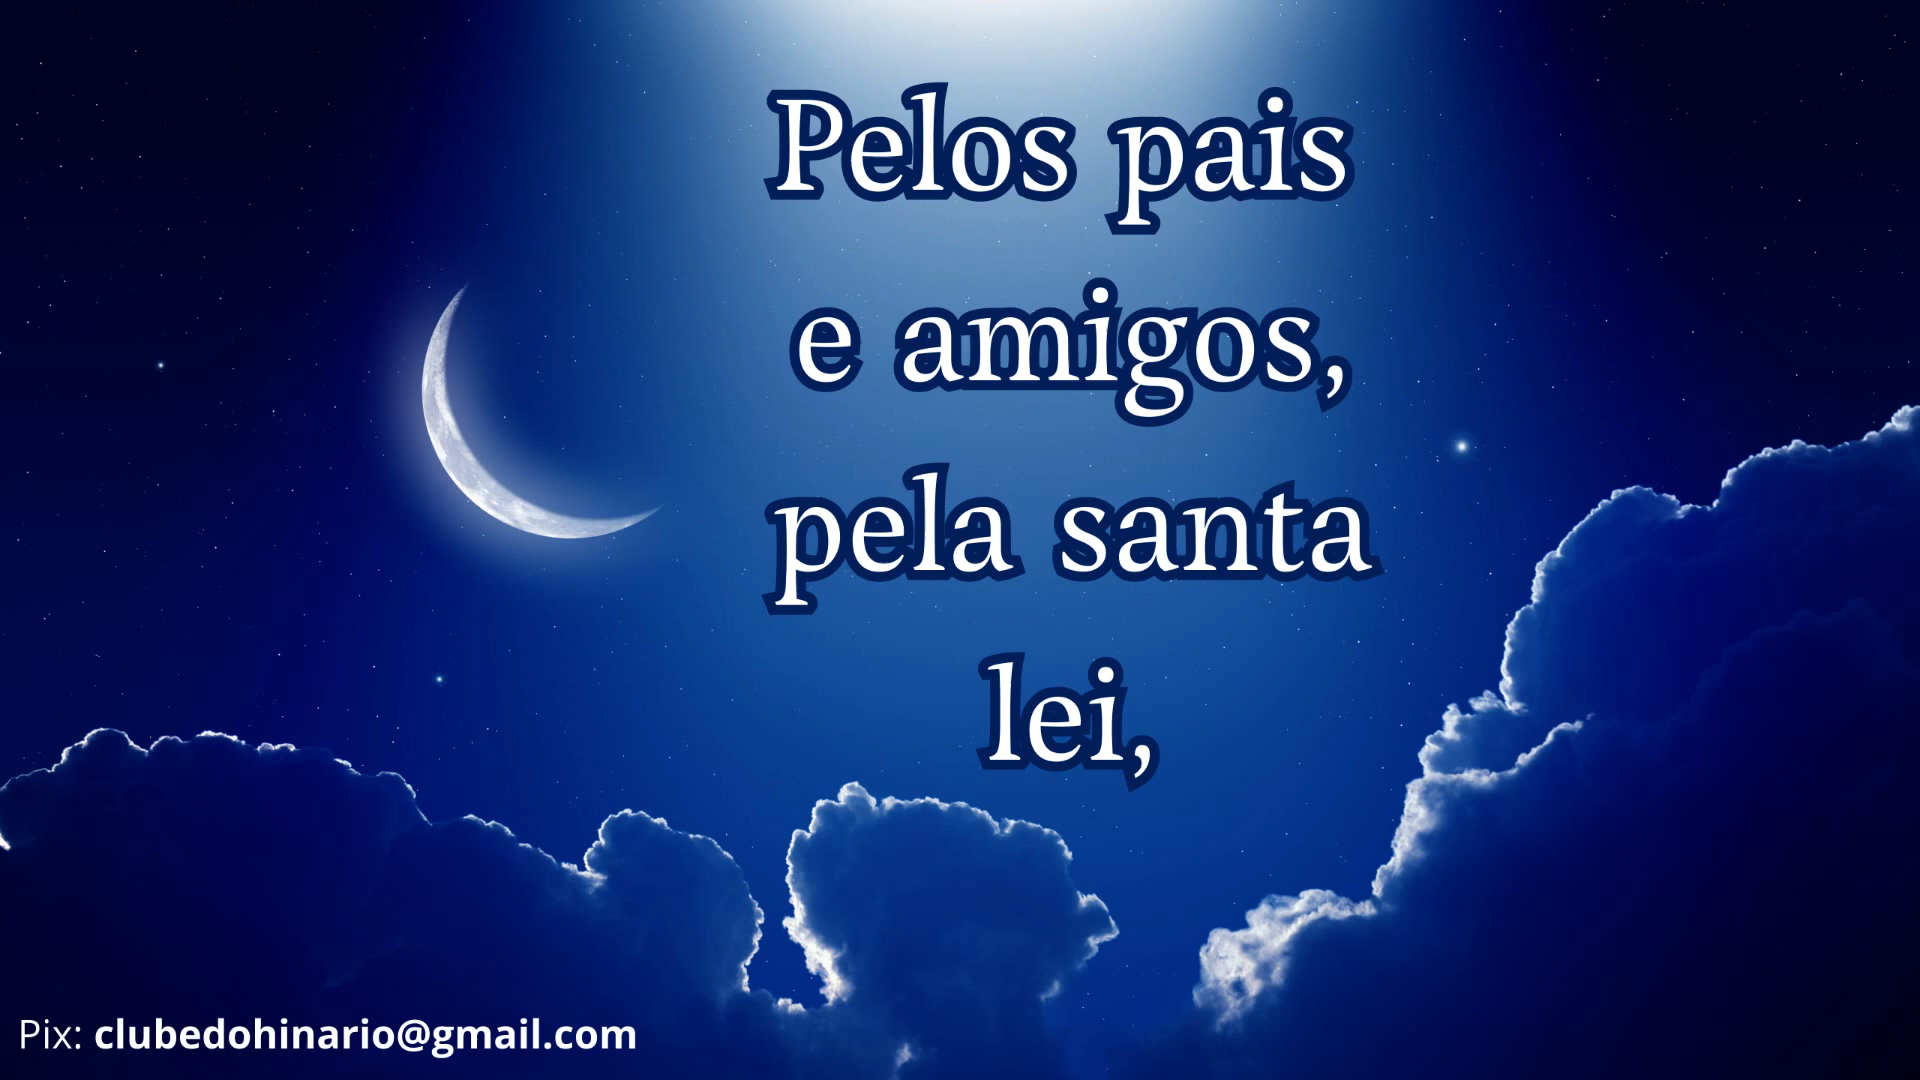 Pelos pais
e amigos,
pela santa
lei,
Pix: clubedohinario@gmail.com